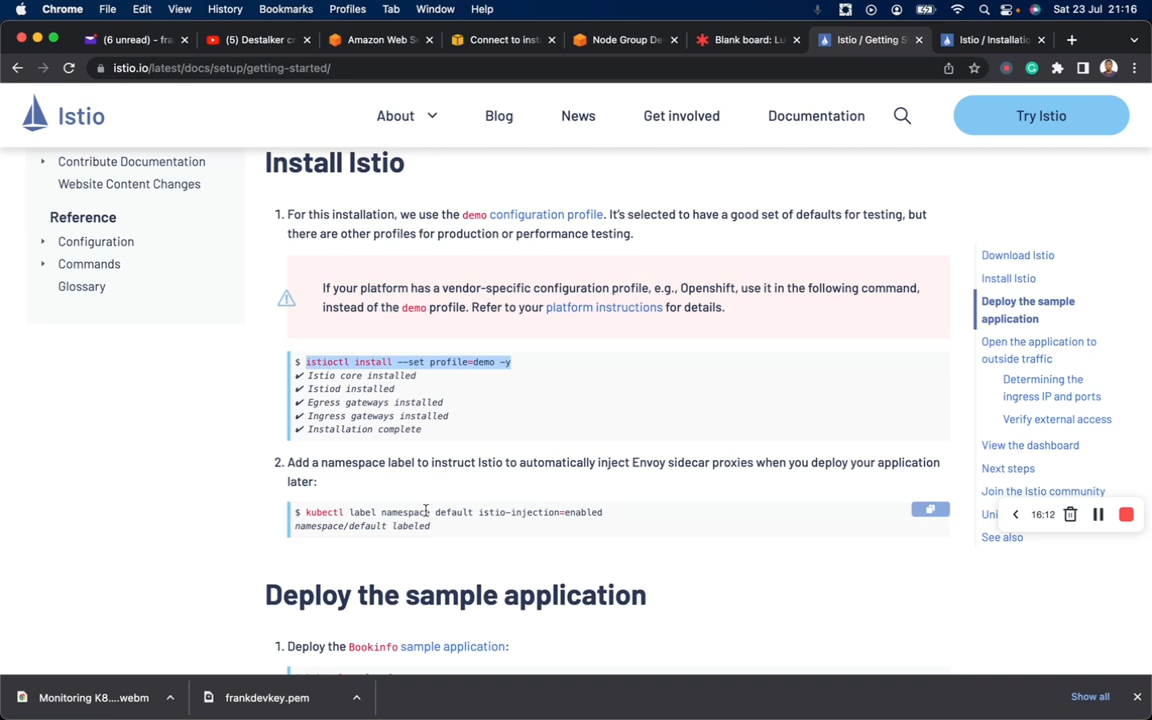 Chrome File Edit View History Bookmarks Profiles Tab Window Help Sat 23 Jul 21:16
(6 unread) - fra (5) Destalker cr Amazon Web S Connect to inst Node Group De Blank board: Lu Istio / Getting S Istio / Installatio
istio.io/latest/docs/setup/getting-started/
Istio About Blog News Get involved Documentation Try Istio
Contribute Documentation
Website Content Changes
Reference
Configuration
Commands
Glossary
Install Istio
1. For this installation, we use the demo configuration profile. It's selected to have a good set of defaults for testing, but
there are other profiles for production or performance testing.
If your platform has a vendor-specific configuration profile, e.g., Openshift, use it in the following command,
instead of the demo profile. Refer to your platform instructions for details.
$ istioctl install --set profile=demo -y
✔ Istio core installed
✔ Istiod installed
✔ Egress gateways installed
✔ Ingress gateways installed
✔ Installation complete
2. Add a namespace label to instruct Istio to automatically inject Envoy sidecar proxies when you deploy your application
later:
$ kubectl label namespace default istio-injection=enabled
namespace/default labeled
Deploy the sample application
1. Deploy the Bookinfo sample application:
Download Istio
Install Istio
Deploy the sample
application
Open the application to
outside traffic
Determining the
ingress IP and ports
Verify external access
View the dashboard
Next steps
Join the Istio community
Uni
See also
16:12
Monitoring K8....webm frankdevkey.pem Show all